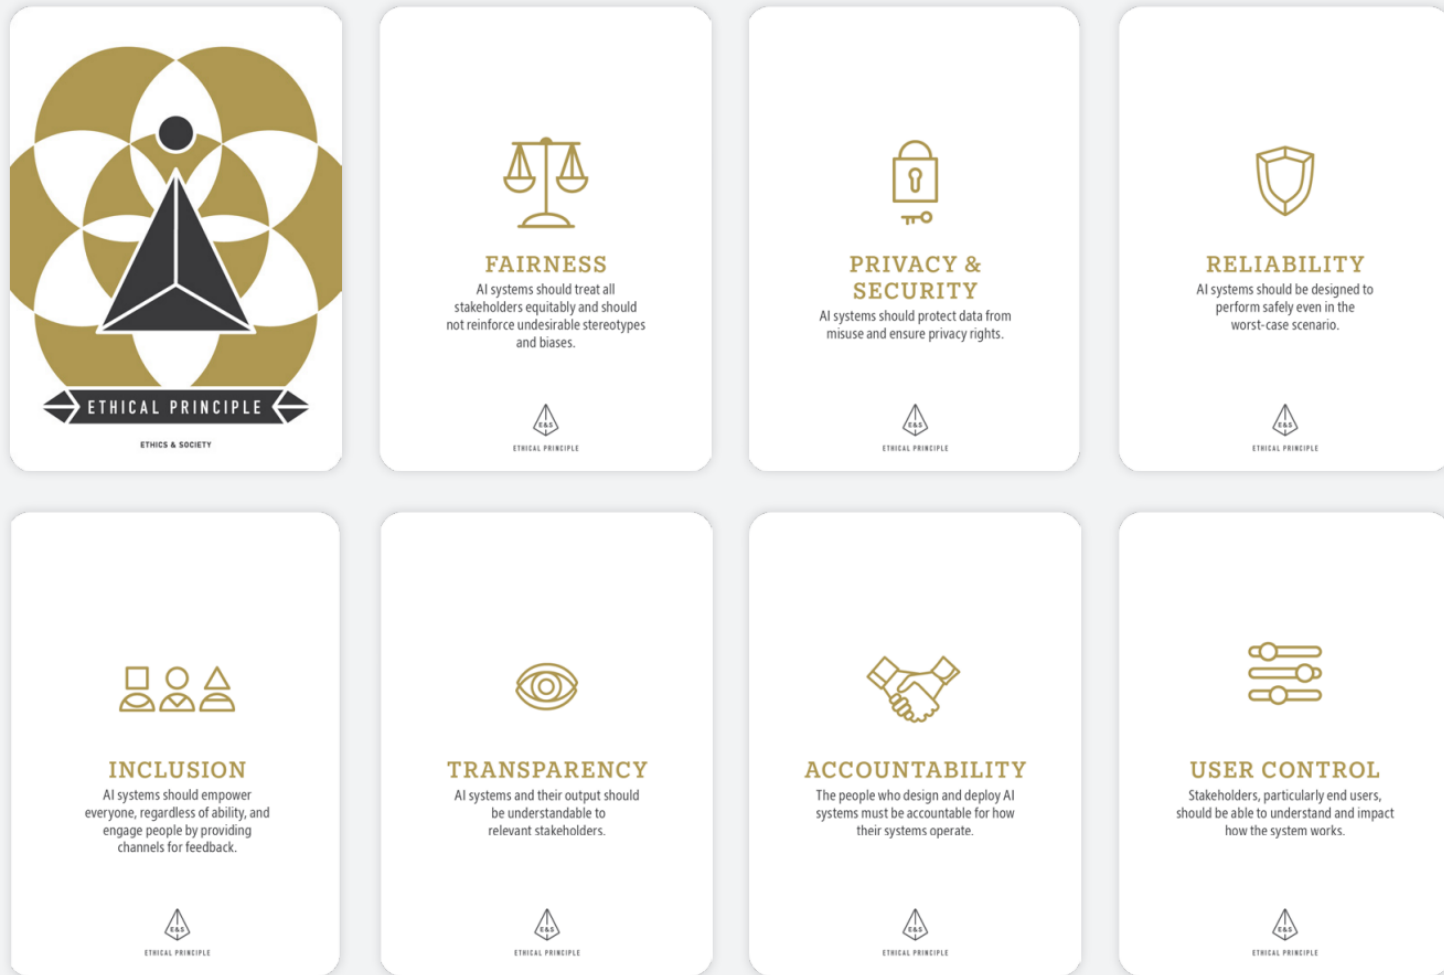 ETHICAL PRINCIPLE
ETHICS & SOCIETY
FAIRNESS
AI systems should treat all
stakeholders equitably and should
not reinforce undesirable stereotypes
and biases.
E&S
ETHICAL PRINCIPLE
PRIVACY &
SECURITY
AI systems should protect data from
misuse and ensure privacy rights.
E&S
ETHICAL PRINCIPLE
RELIABILITY
AI systems should be designed to
perform safely even in the
worst-case scenario.
E&S
ETHICAL PRINCIPLE
INCLUSION
AI systems should empower
everyone, regardless of ability, and
engage people by providing
channels for feedback.
E&S
ETHICAL PRINCIPLE
TRANSPARENCY
AI systems and their output should
be understandable to
relevant stakeholders.
E&S
ETHICAL PRINCIPLE
ACCOUNTABILITY
The people who design and deploy AI
systems must be accountable for how
their systems operate.
E&S
ETHICAL PRINCIPLE
USER CONTROL
Stakeholders, particularly end users,
should be able to understand and impact
how the system works.
E&S
ETHICAL PRINCIPLE